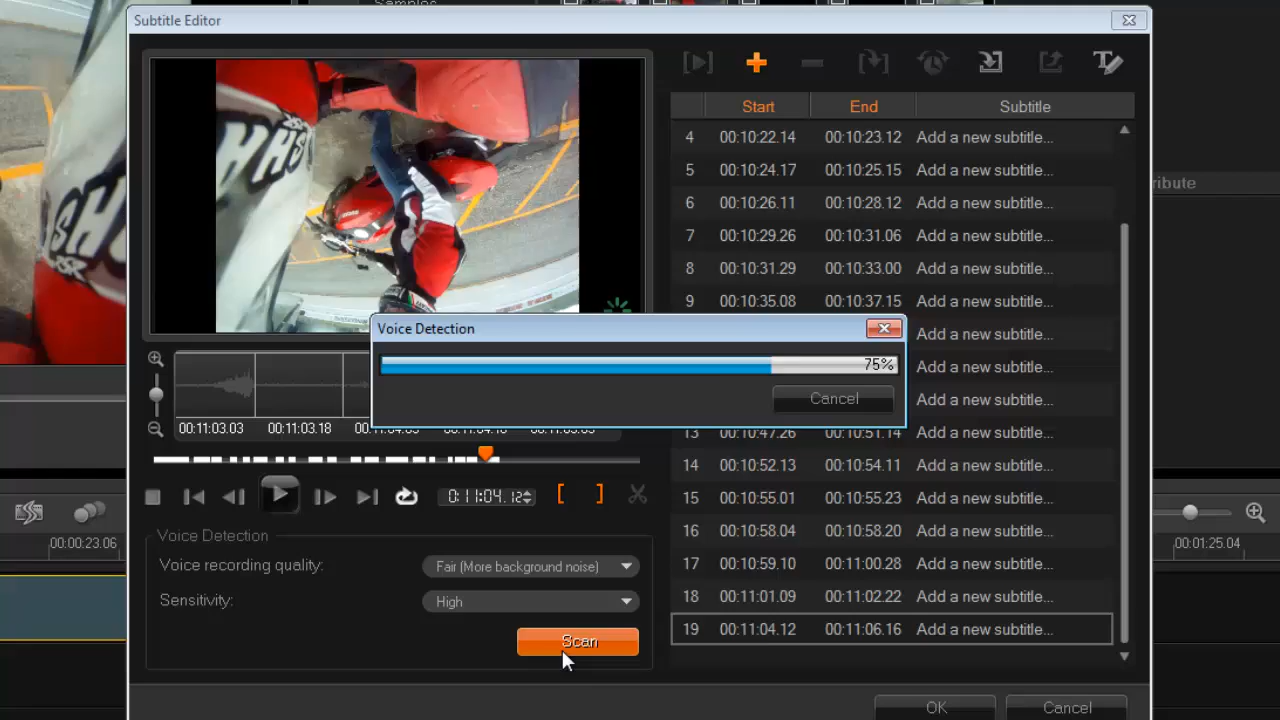 Samples
Subtitle Editor
HHS
SH
Start End Subtitle
4 00:10:22.14 00:10:23.12 Add a new subtitle...
5 00:10:24.17 00:10:25.15 Add a new subtitle...
6 00:10:26.11 00:10:28.12 Add a new subtitle...
ribute
7 00:10:29.26 00:10:31.06 Add a new subtitle...
8 00:10:31.29 00:10:33.00 Add a new subtitle...
9 00:10:35.08 00:10:37.15 Add a new subtitle...
Voice Detection
Add a new subtitle...
75%
Add a new subtitle...
Cancel
Add a new subtitle...
00:11:03.03 00:11:03.18
13 00:10:47.26 00:10:51.14 Add a new subtitle...
14 00:10:52.13 00:10:54.11 Add a new subtitle...
0:11:04.12
15 00:10:55.01 00:10:55.23 Add a new subtitle...
16 00:10:58.04 00:10:58.20 Add a new subtitle...
00:00:23.06
00:01:25.04
Voice Detection
Voice recording quality: Fair (More background noise)
17 00:10:59.10 00:11:00.28 Add a new subtitle...
Sensitivity: High
18 00:11:01.09 00:11:02.22 Add a new subtitle...
19 00:11:04.12 00:11:06.16 Add a new subtitle...
Scan
OK Cancel